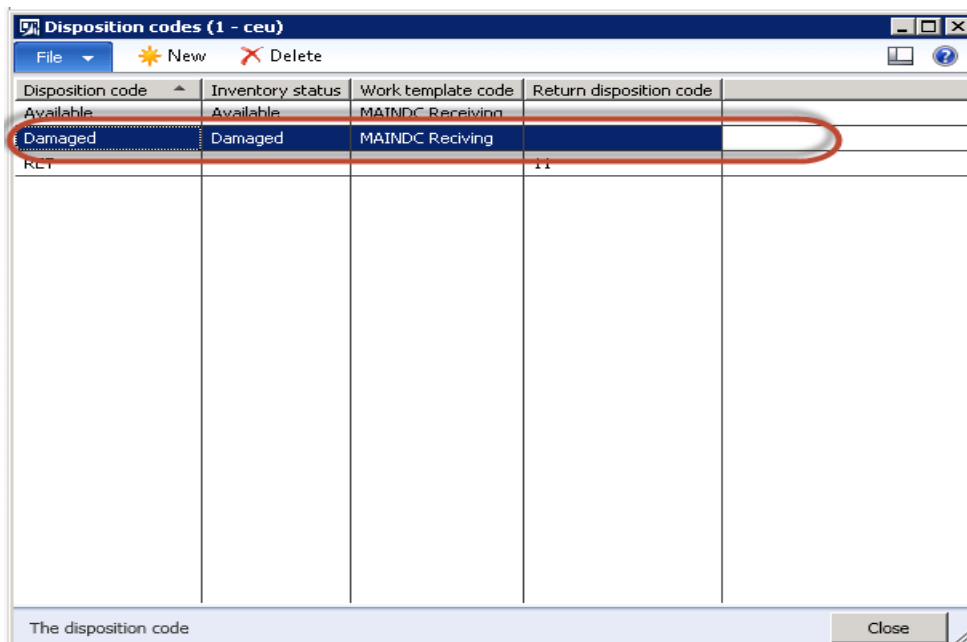 Disposition codes (1 - ceu)
File New Delete
Disposition code Inventory status Work template code Return disposition code
Available Available MAINDC Receiving
Damaged Damaged MAINDC Reciving
RET 11
The disposition code Close